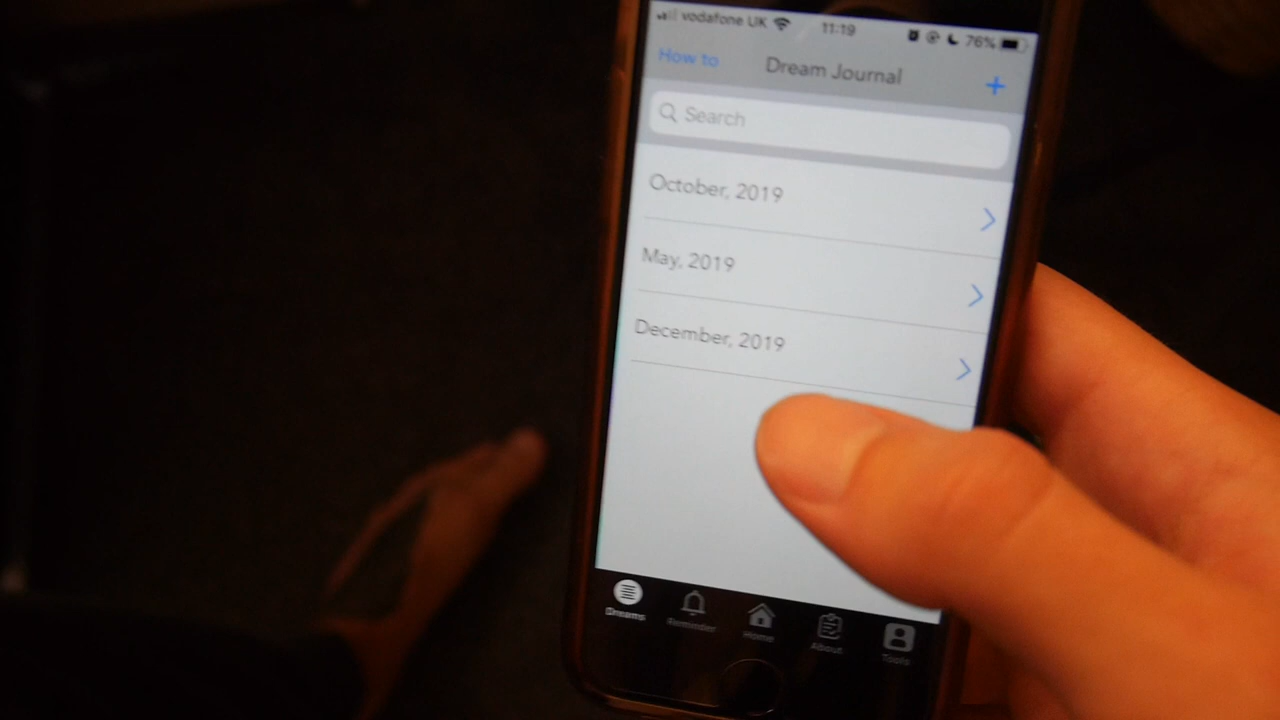 vodafone UK 11:19 76%
How to Dream Journal +
Search
October, 2019
May, 2019
December, 2019
Dreams Reminder Home About Tools